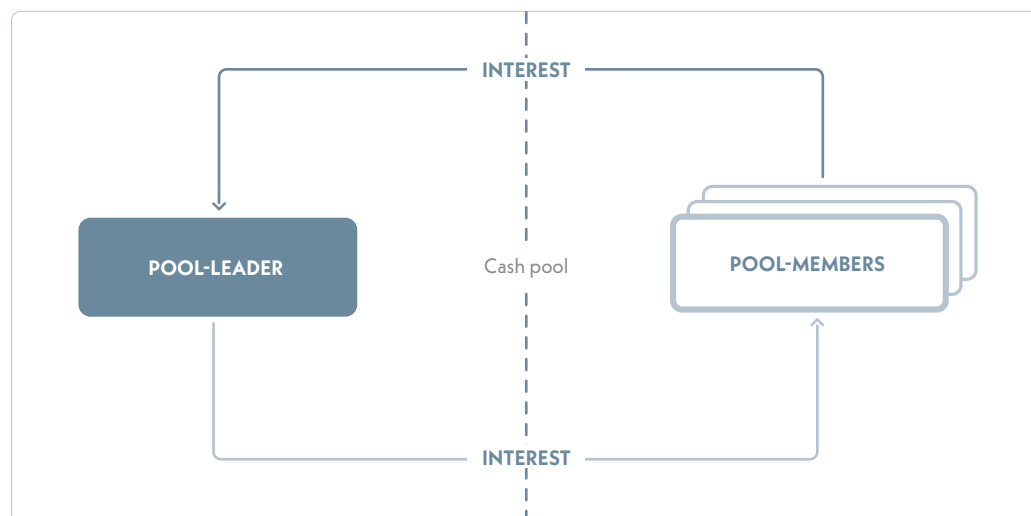 INTEREST
POOL-LEADER
Cash pool
POOL-MEMBERS
INTEREST